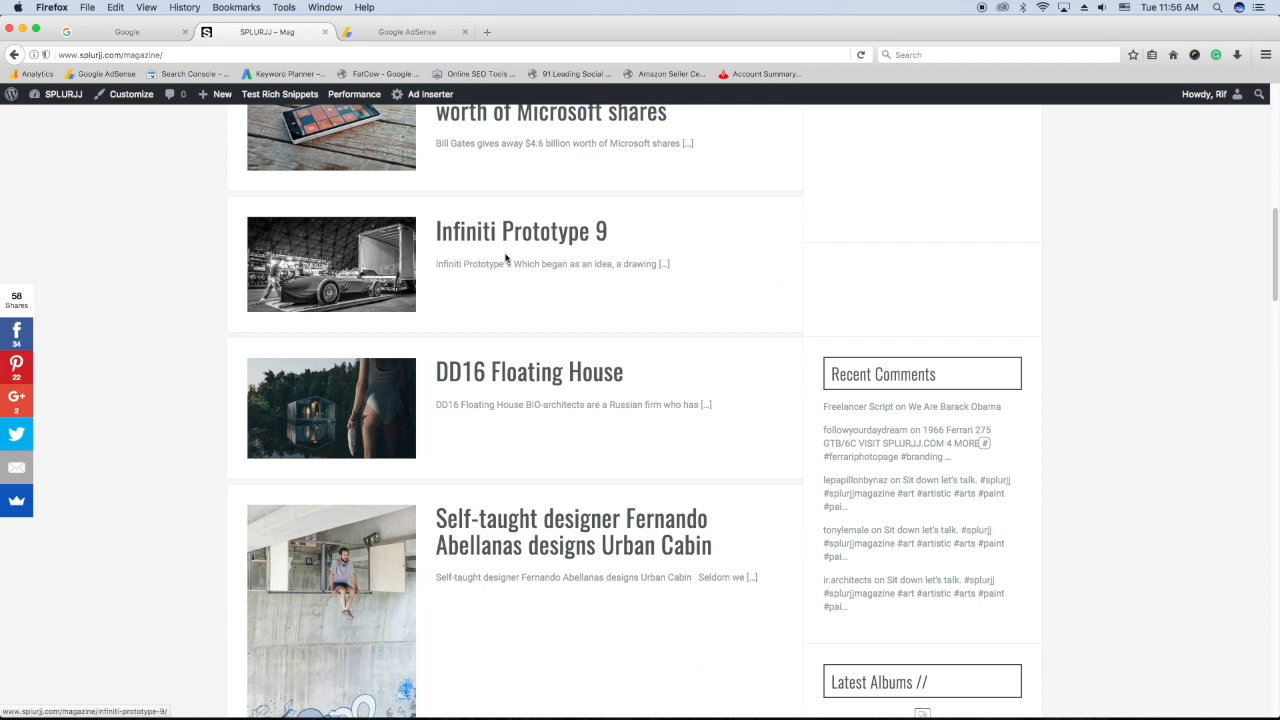 Firefox File Edit View History Bookmarks Tools Window Help Tue 11:56 AM
Google SPLURJJ – Mag Google AdSense
www.splurjj.com/magazine/ Search
Analytics Google AdSense Search Console - ... Keyword Planner –... FatCow - Google ... Online SEO Tools ... 91 Leading Social ... Amazon Seller Ce... Account Summary...
SPLURJJ Customize 0 New Test Rich Snippets Performance Ad Inserter Howdy, Rif
worth of Microsoft shares
Bill Gates gives away $4.6 billion worth of Microsoft shares [...]
Infiniti Prototype 9
Infiniti Prototype 9 Which began as an idea, a drawing [...]
58
Shares
34
22
G+
2
DD16 Floating House
DD16 Floating House BIO-architects are a Russian firm who has [...]
Self-taught designer Fernando
Abellanas designs Urban Cabin
Self-taught designer Fernando Abellanas designs Urban Cabin Seldom we [...]
Recent Comments
Freelancer Script on We Are Barack Obama
followyourdaydream on 1966 Ferrari 275
GTB/6C VISIT SPLURJJ.COM 4 MORE #
#ferrariphotopage #branding ...
lepapillonbynaz on Sit down let's talk. #splurjj
#splurjjmagazine #art #artistic #arts #paint
#pai...
tonylemale on Sit down let's talk. #splurjj
#splurjjmagazine #art #artistic #arts #paint
#pai...
ir.architects on Sit down let's talk. #splurjj
#splurjjmagazine #art #artistic #arts #paint
#pai...
Latest Albums //
www.splurjj.com/magazine/infiniti-prototype-9/